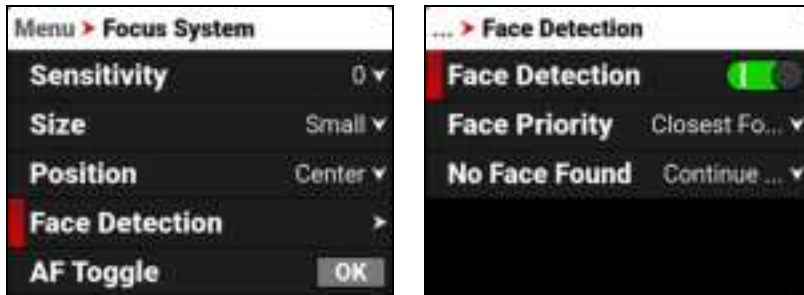 Menu > Focus System
Sensitivity 0
Size Small
Position Center
Face Detection >
AF Toggle OK
... > Face Detection
Face Detection
Face Priority Closest Fo...
No Face Found Continue ...